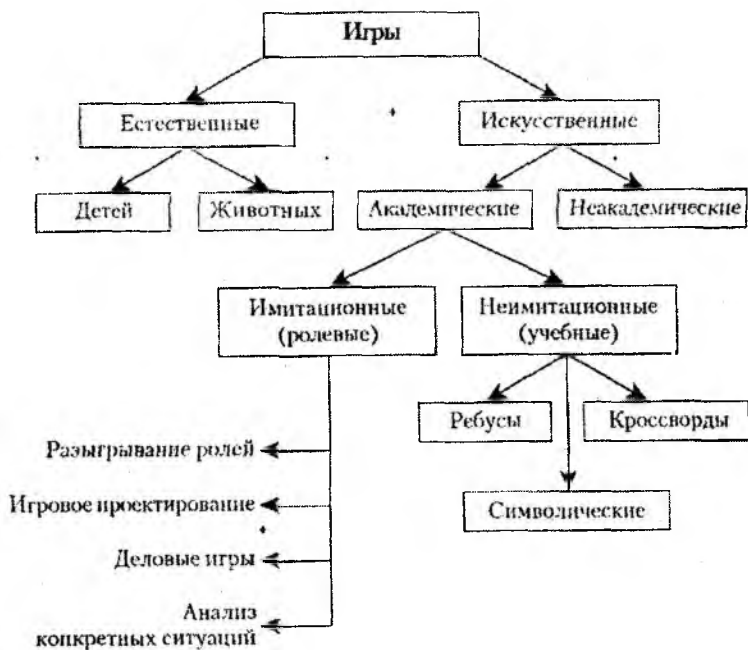 Игры
Естественные
Искусственные
Детей
Животных
Академические
Неакадемические
Имитационные
(ролевые)
Неимитационные
(учебные)
Ребусы
Кроссворды
Символические
Разыгрывание ролей
Игровое проектирование
Деловые игры
Анализ
конкретных ситуаций